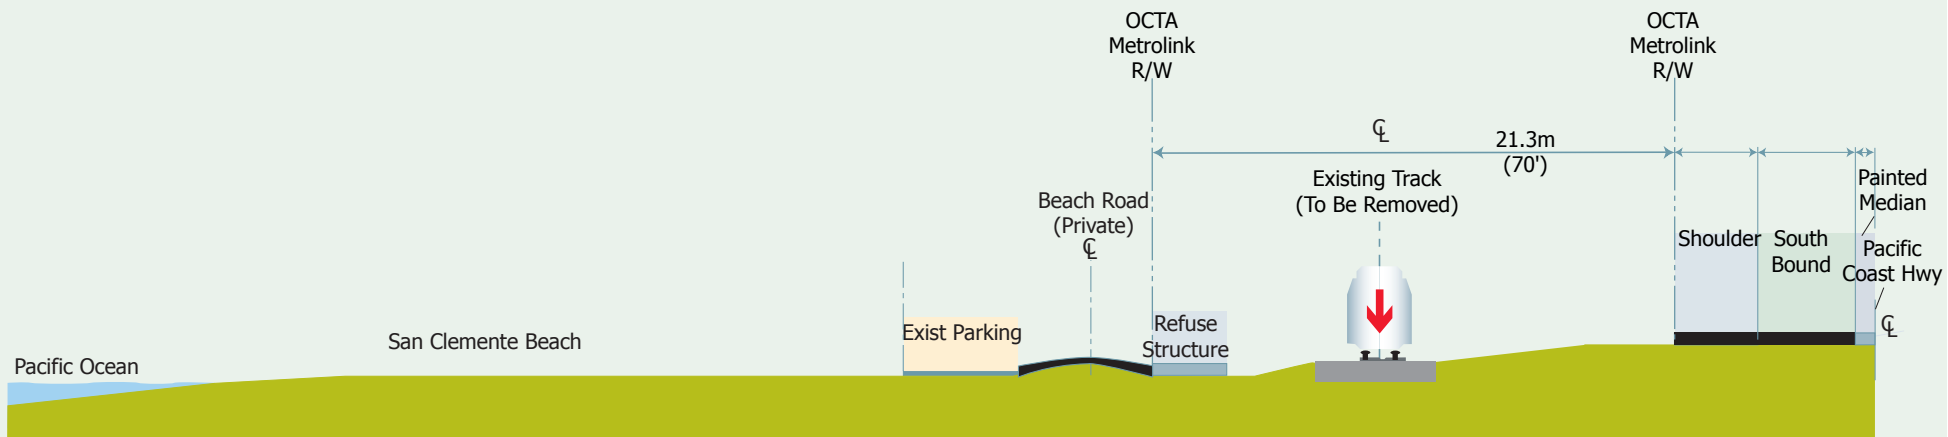 OCTA
Metrolink
R/W
OCTA
Metrolink
R/W
℄
21.3m
(70')
Existing Track
(To Be Removed)
Painted
Median
Beach Road
(Private)
℄
Shoulder
South
Bound
Pacific
Coast Hwy
℄
Exist Parking
Refuse
Structure
San Clemente Beach
Pacific Ocean